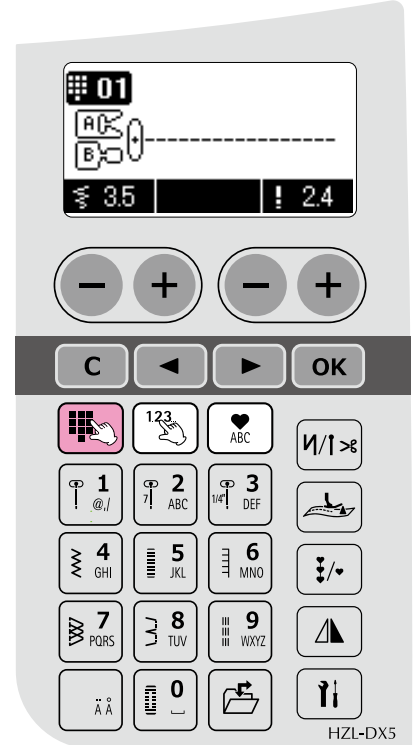 01
A
B
3.5 2.4
C OK
123
ABC
1 .@,/
7 2 ABC
1/4" 3 DEF
4 GHI
5 JKL
6 MNO
7 PQRS
8 TUV
9 WXYZ
Ä Å
0
HZL-DX5